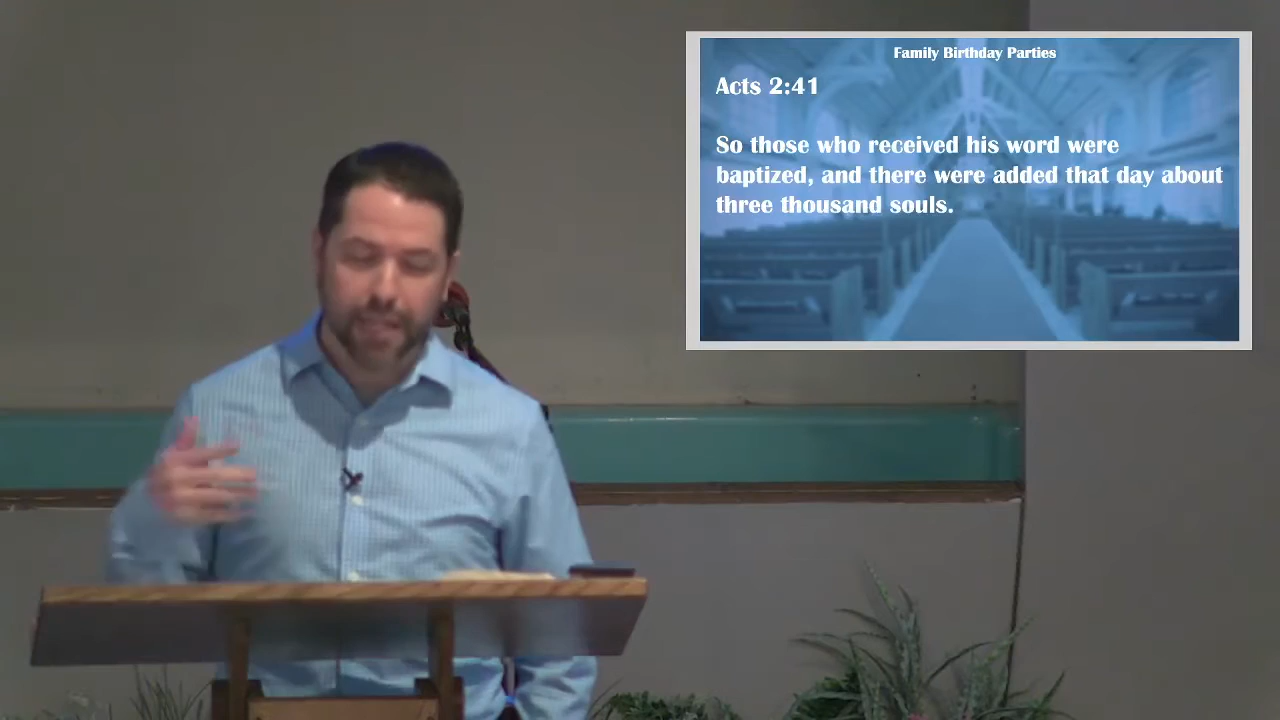 Family Birthday Parties
Acts 2:41
So those who received his word were
baptized, and there were added that day about
three thousand souls.